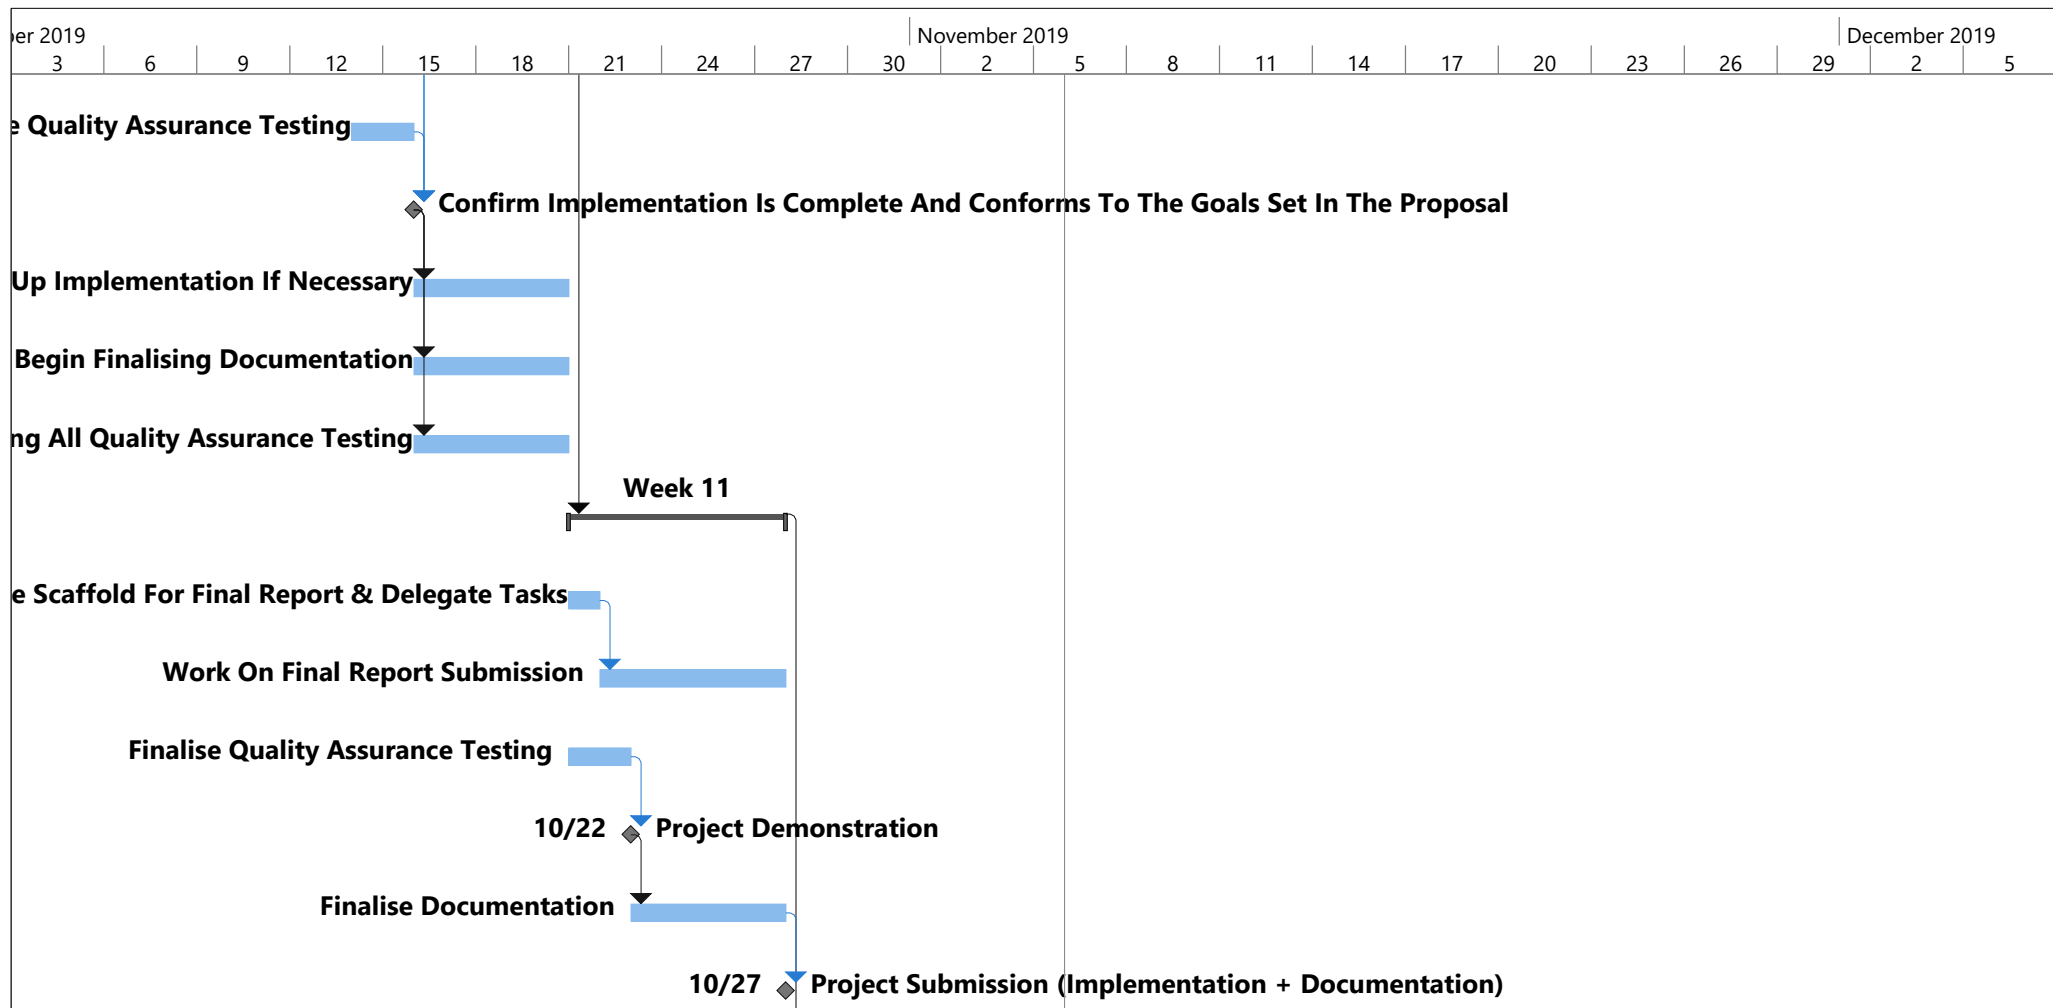 er 2019 November 2019 December 2019
3 6 9 12 15 18 21 24 27 30 2 5 8 11 14 17 20 23 26 29 2 5
e Quality Assurance Testing
Confirm Implementation Is Complete And Conforms To The Goals Set In The Proposal
Up Implementation If Necessary
Begin Finalising Documentation
ng All Quality Assurance Testing
Week 11
e Scaffold For Final Report & Delegate Tasks
Work On Final Report Submission
Finalise Quality Assurance Testing
10/22 Project Demonstration
Finalise Documentation
10/27 Project Submission (Implementation + Documentation)